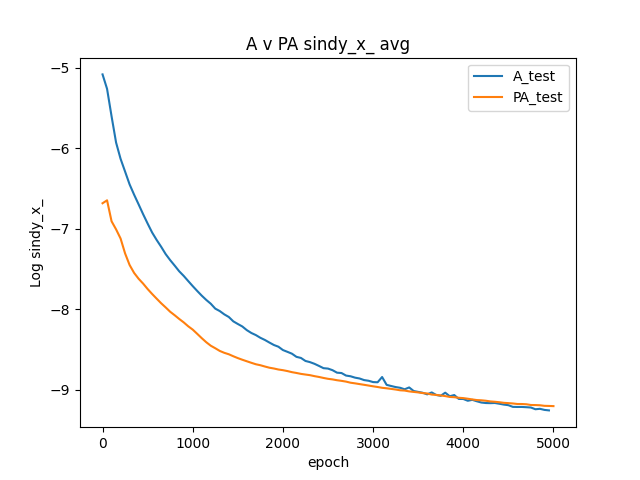 A v PA sindy_x_ avg
A_test
PA_test
−5
−6
−7
−8
−9
Log sindy_x_
0
1000
2000
3000
4000
5000
epoch